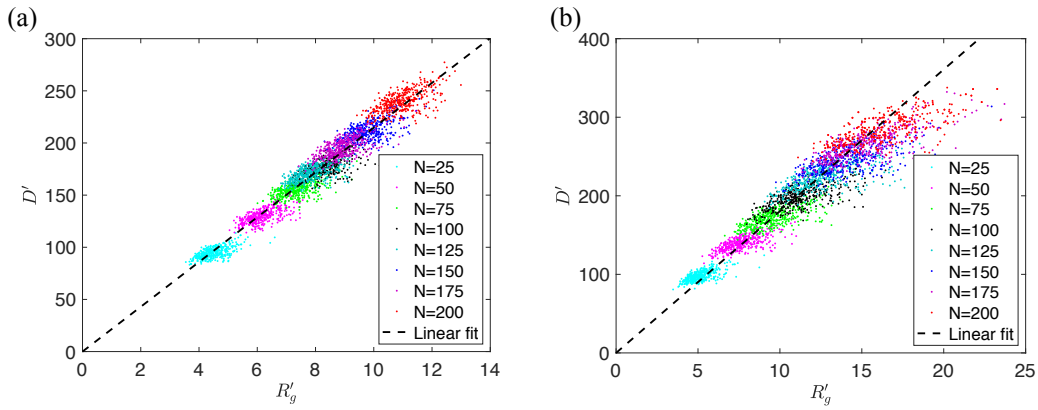 (a)
300
250
200
150
100
50
0
D′
0 2 4 6 8 10 12 14
R′g
N=25
N=50
N=75
N=100
N=125
N=150
N=175
N=200
Linear fit
(b)
400
300
200
100
0
D′
0 5 10 15 20 25
R′g
N=25
N=50
N=75
N=100
N=125
N=150
N=175
N=200
Linear fit